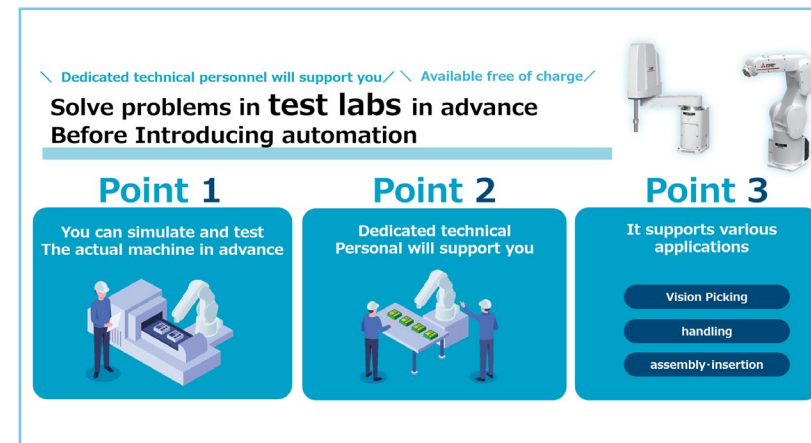 ＼ Dedicated technical personnel will support you／ ＼ Available free of charge／
Solve problems in test labs in advance
Before Introducing automation
Point 1
You can simulate and test
The actual machine in advance
Point 2
Dedicated technical
Personal will support you
Point 3
It supports various
applications
Vision Picking
handling
assembly·insertion